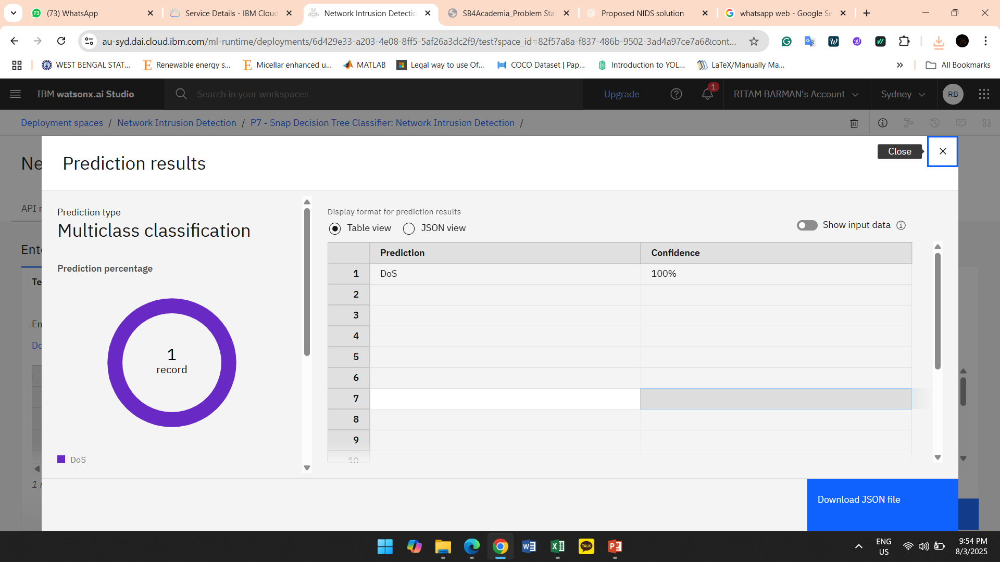 73
(73) WhatsApp
Service Details - IBM Cloud
Network Intrusion Detectio
SB4Academia_Problem Sta
Proposed NIDS solution
whatsapp web - Google Se
au-syd.dai.cloud.ibm.com/ml-runtime/deployments/6d429e33-a203-4e08-8ff5-5af26a3dc2f9/test?space_id=82f57a8a-f837-486b-9502-3ad4a97ce7a6&cont...
WEST BENGAL STAT...
Renewable energy s...
Micellar enhanced u...
MATLAB
Legal way to use Of...
COCO Dataset | Pap...
Introduction to YOL...
LaTeX/Manually Ma...
All Bookmarks
IBM watsonx.ai Studio
Search in your workspaces
Upgrade
1
RITAM BARMAN's Account
Sydney
RB
Deployment spaces / Network Intrusion Detection / P7 - Snap Decision Tree Classifier: Network Intrusion Detection /
Ne
Prediction results
Close
API r
Prediction type
Multiclass classification
Display format for prediction results
Table view
JSON view
Show input data
Ente
Prediction percentage
Te
En
Do
1
record
DoS
Prediction Confidence
1 DoS 100%
2
3
4
5
6
7
8
9
10
1 r
Download JSON file
TALK
ENG
US
9:54 PM
8/3/2025